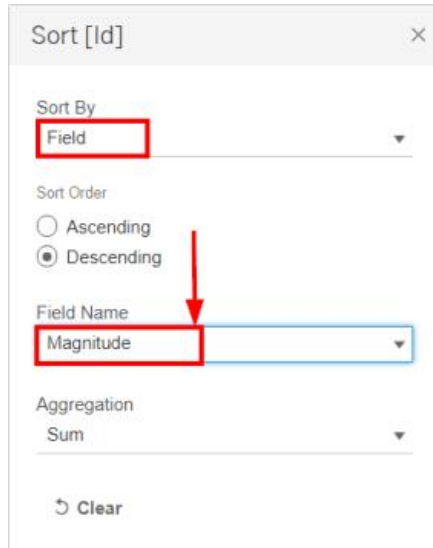 Sort [Id]
Sort By
Field
Sort Order
Ascending
Descending
Field Name
Magnitude
Aggregation
Sum
Clear